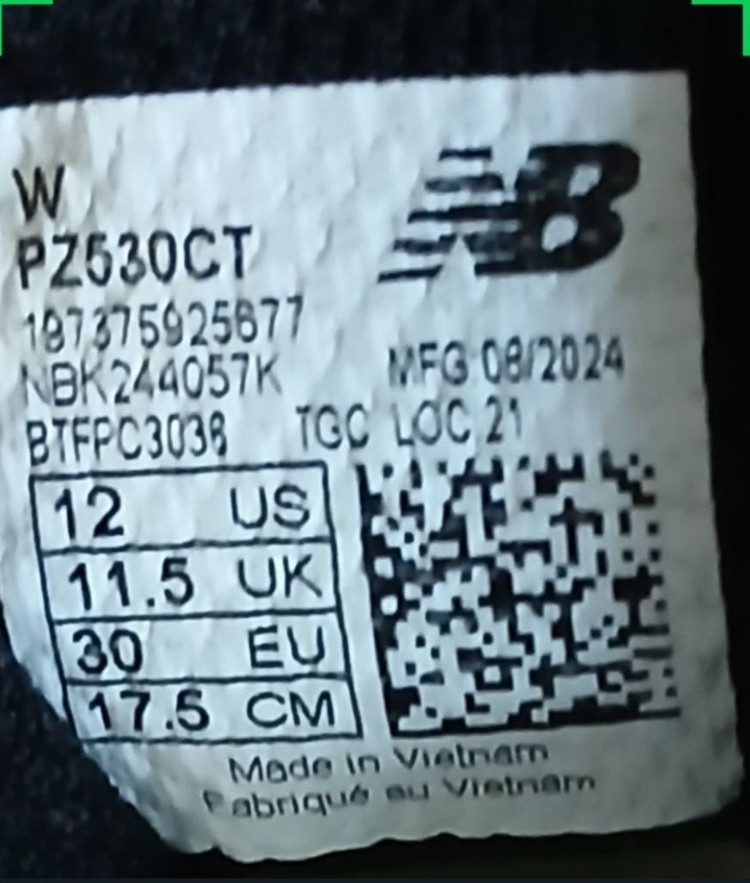 W
NB
PZ530CT
197375925677
NBK244057K
MFG 08/2024
BTFPC3038
TGC LOC 21
12 US
11.5 UK
30 EU
17.5 CM
Made in Vietnam
Fabriqué au Vietnam